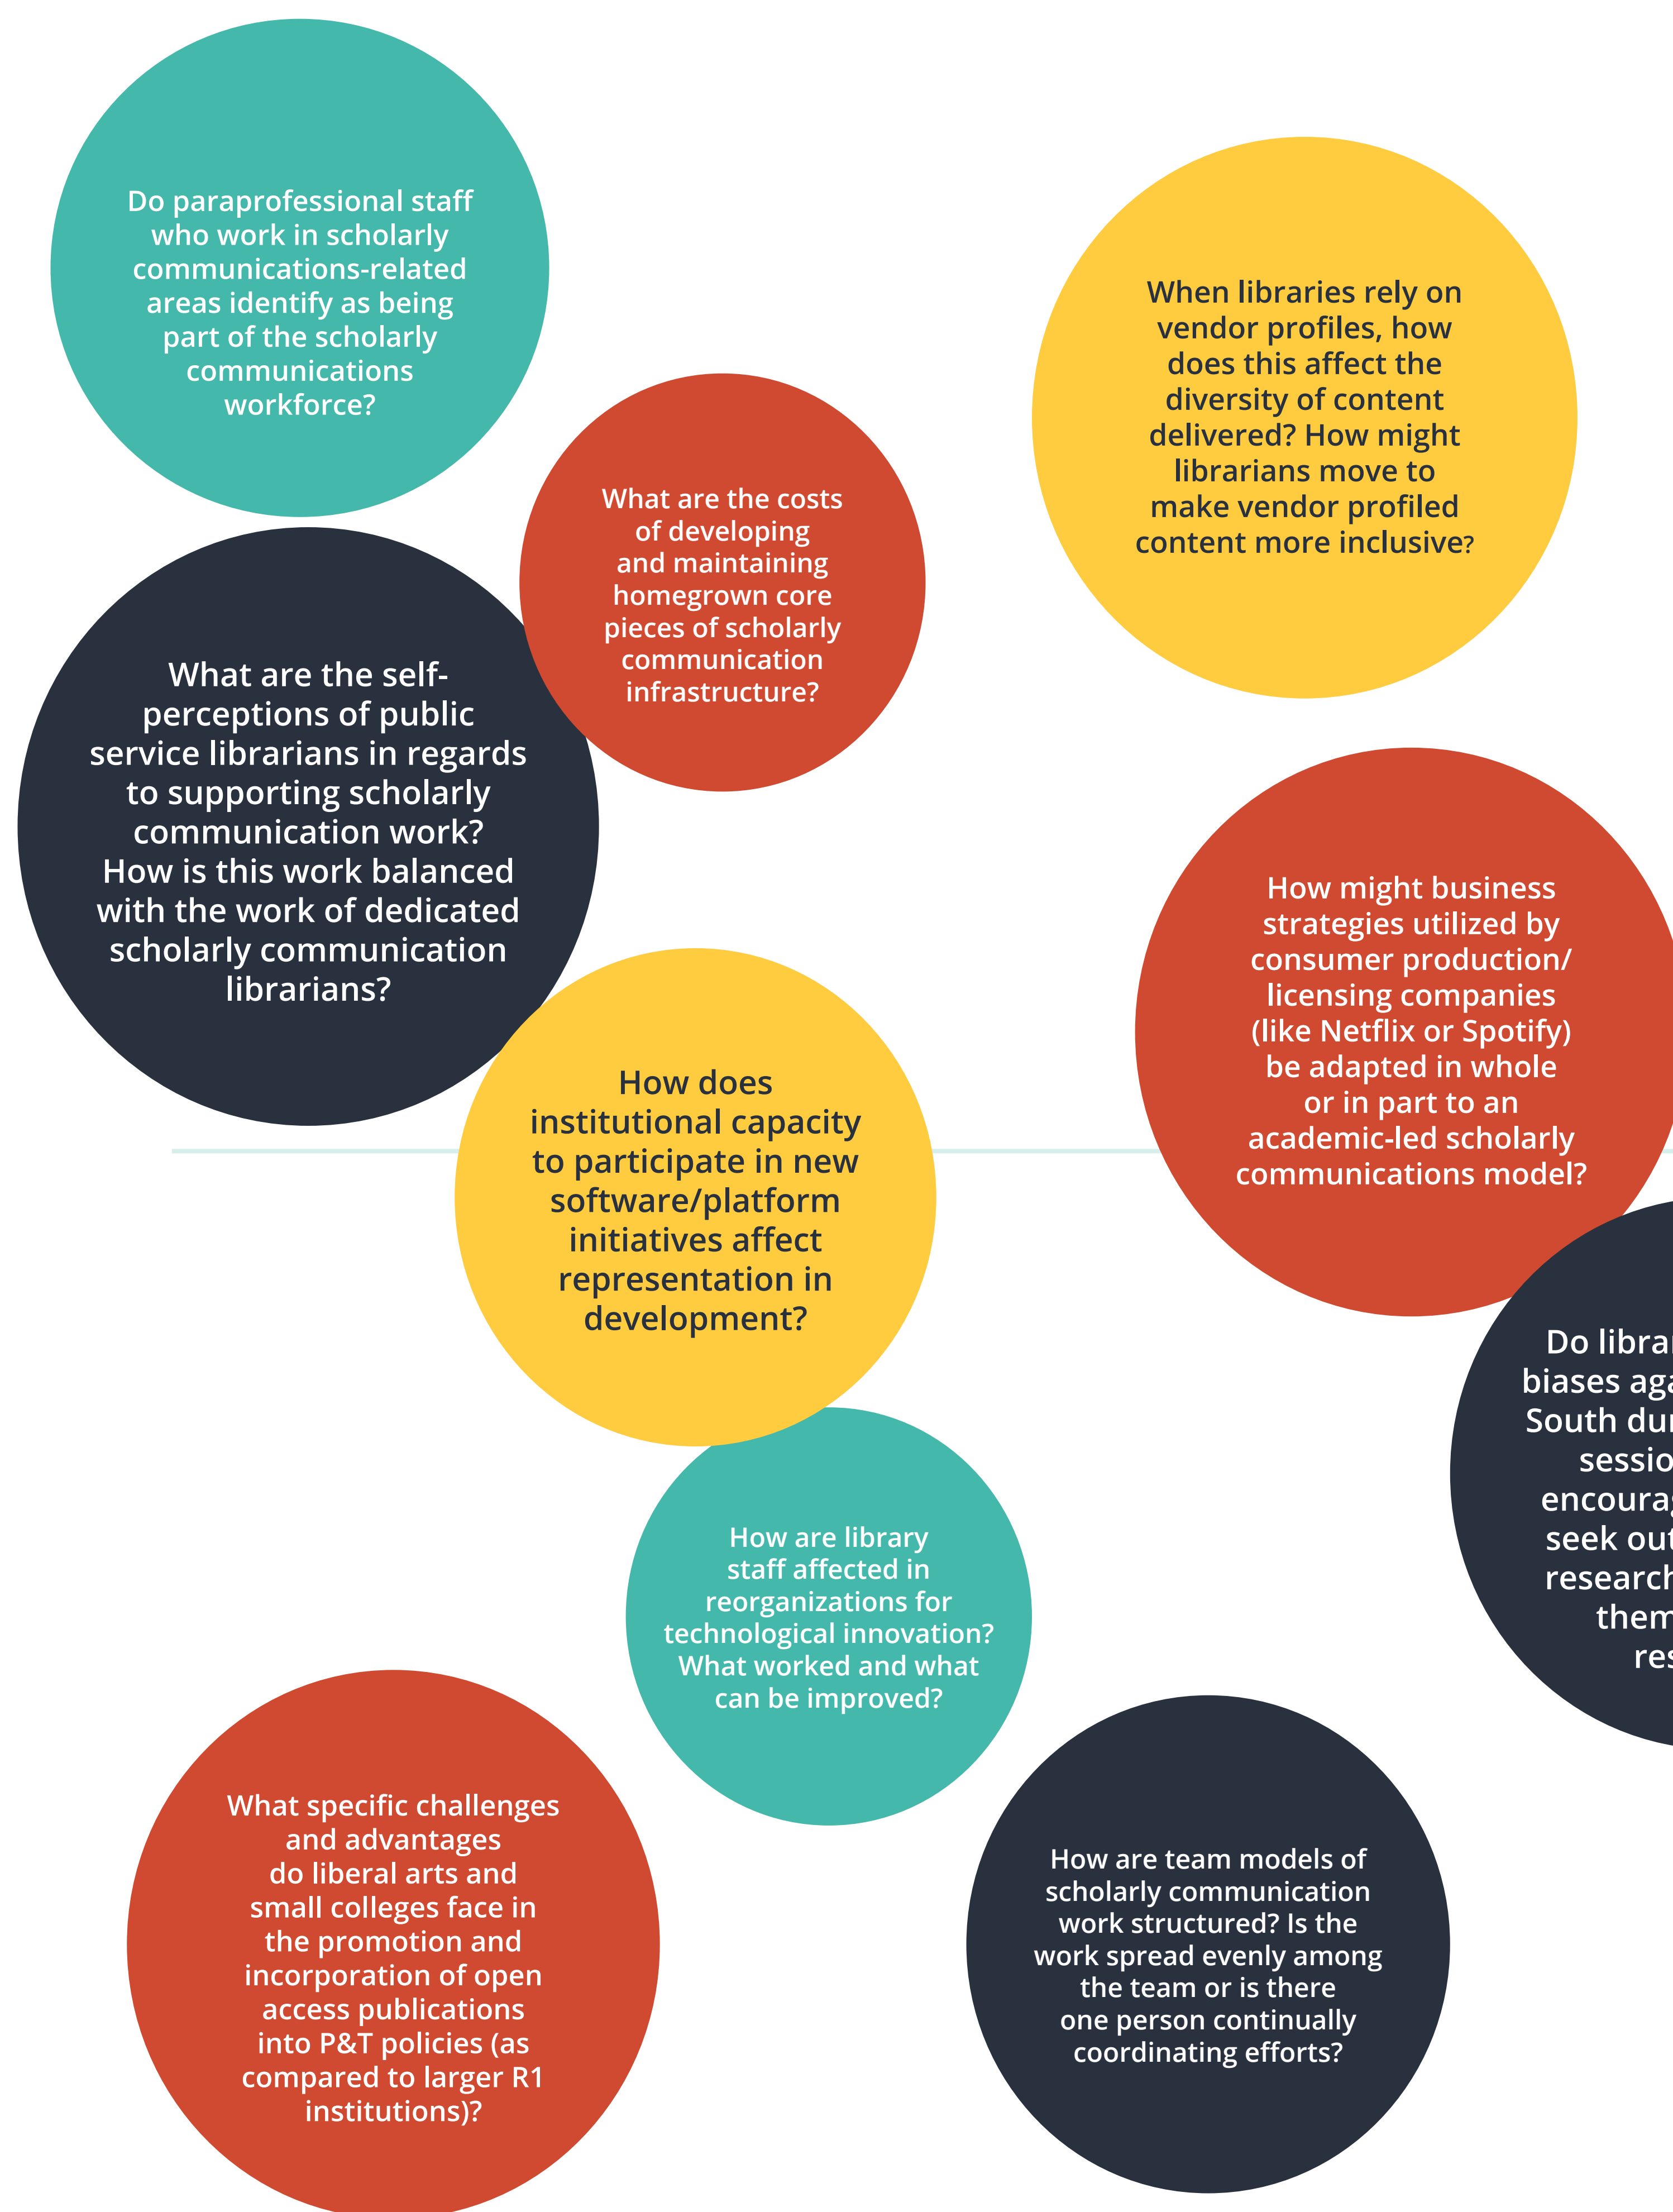 Do paraprofessional staff
who work in scholarly
communications-related
areas identify as being
part of the scholarly
communications
workforce?
When libraries rely on
vendor profiles, how
does this affect the
diversity of content
delivered? How might
librarians move to
make vendor profiled
content more inclusive?
What are the costs
of developing
and maintaining
homegrown core
pieces of scholarly
communication
infrastructure?
What are the self-
perceptions of public
service librarians in regards
to supporting scholarly
communication work?
How is this work balanced
with the work of dedicated
scholarly communication
librarians?
How might business
strategies utilized by
consumer production/
licensing companies
(like Netflix or Spotify)
be adapted in whole
or in part to an
academic-led scholarly
communications model?
How does
institutional capacity
to participate in new
software/platform
initiatives affect
representation in
development?
Do
biases
South
seek out
How are library
staff affected in
reorganizations for
technological innovation?
What worked and what
can be improved?
What specific challenges
and advantages
do liberal arts and
small colleges face in
the promotion and
incorporation of open
access publications
into P&T policies (as
compared to larger R1
institutions)?
How are team models of
scholarly communication
work structured? Is the
work spread evenly among
the team or is there
one person continually
coordinating efforts?